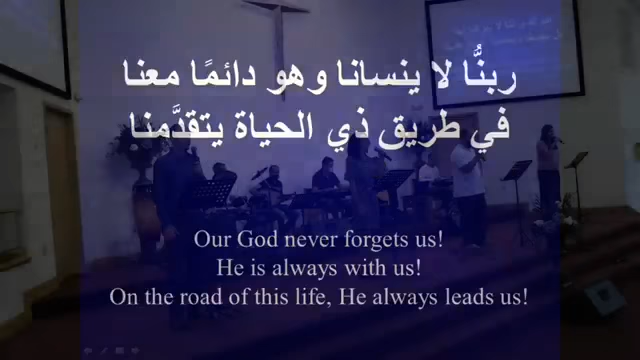 ربنُّا لا ينسانا وهو دائمًا معنا
في طريق ذي الحياة يتقدَّمنا
Our God never forgets us!
He is always with us!
On the road of this life, He always leads us!